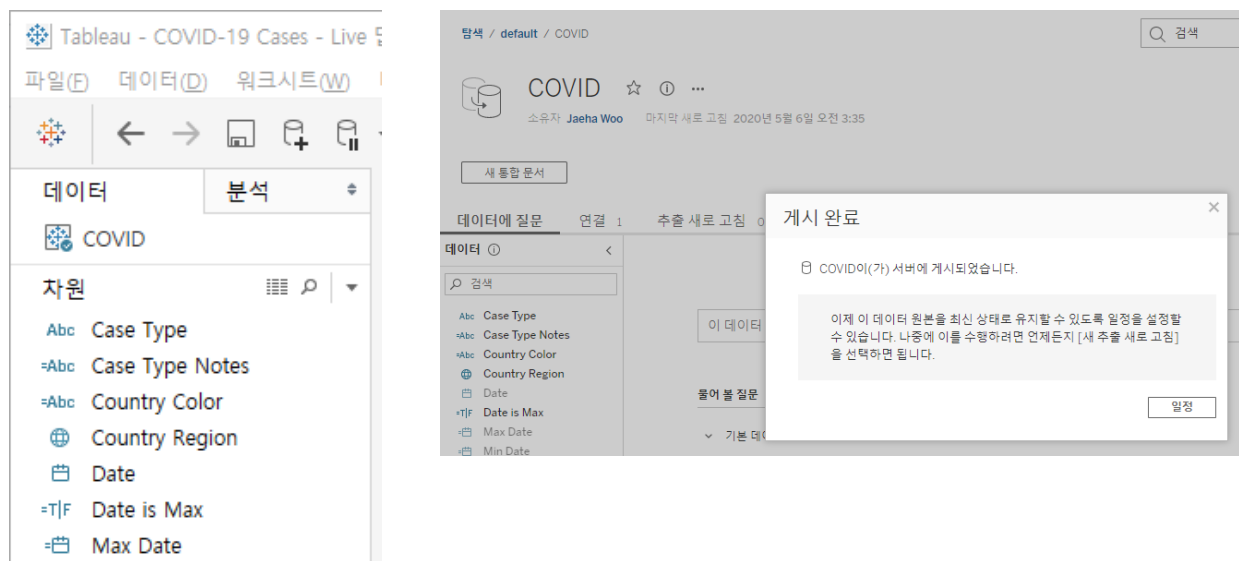 Tableau - COVID-19 Cases - Live
파일(F) 데이터(D) 워크시트(W)
데이터 분석
COVID
차원
Abc Case Type
=Abc Case Type Notes
=Abc Country Color
Country Region
Date
=T|F Date is Max
Max Date
탐색 / default / COVID
검색
COVID
소유자 Jaeha Woo 마지막 새로 고침 2020년 5월 6일 오전 3:35
새 통합 문서
데이터에 질문 연결 1 추출 새로 고침 0
데이터
검색
Abc Case Type
=Abc Case Type Notes
=Abc Country Color
Country Region
Date
=T|F Date is Max
Max Date
Min Date
이 데이터
물어 볼 질문
기본
게시 완료
COVID이(가) 서버에 게시되었습니다.
이제 이 데이터 원본을 최신 상태로 유지할 수 있도록 일정을 설정할
수 있습니다. 나중에 이를 수행하려면 언제든지 [새 추출 새로 고침]
을 선택하면 됩니다.
일정